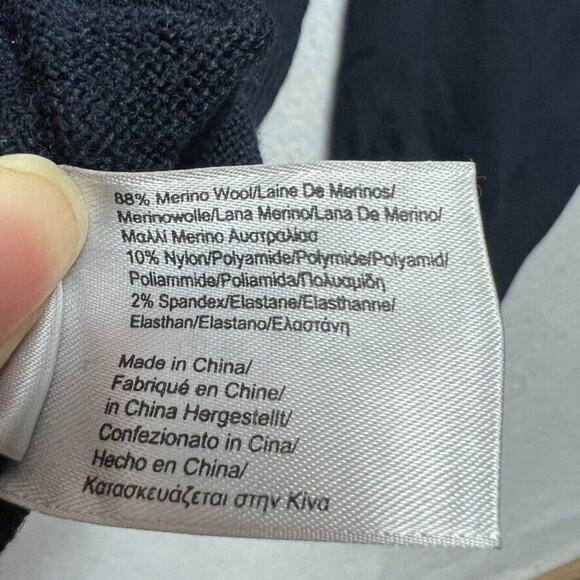 88% Merino Wool/Laine De Merinos/
Merinowolle/Lana Merino/Lana De Merino/
Μαλλί Merino Αυστραλίας
10% Nylon/Polyamide/Polymide/Polyamid/
Poliammide/Poliamida/Πολυαμιδη
2% Spandex/Elastane/Elasthanne/
Elasthan/Elastano/Ελαστάνη
Made in China/
Fabriqué en Chine/
in China Hergestellt/
Confezionato in Cina/
Hecho en China/
Κατασκευάζεται στην Κίνα